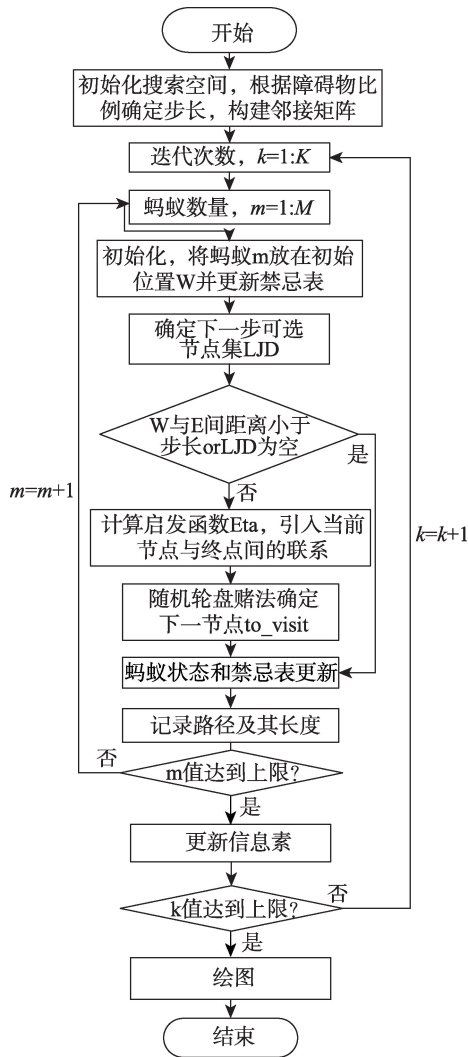 开始
初始化搜索空间，根据障碍物比
例确定步长，构建邻接矩阵
迭代次数，k=1:K
蚂蚁数量，m=1:M
初始化，将蚂蚁m放在初始
位置W并更新禁忌表
确定下一步可选
节点集LJD
W与E间距离小于
步长orLJD为空
是
m=m+1
否
k=k+1
计算启发函数Eta，引入当前
节点与终点间的联系
随机轮盘赌法确定
下一节点to_visit
蚂蚁状态和禁忌表更新
记录路径及其长度
否
m值达到上限？
是
更新信息素
否
k值达到上限？
是
绘图
结束